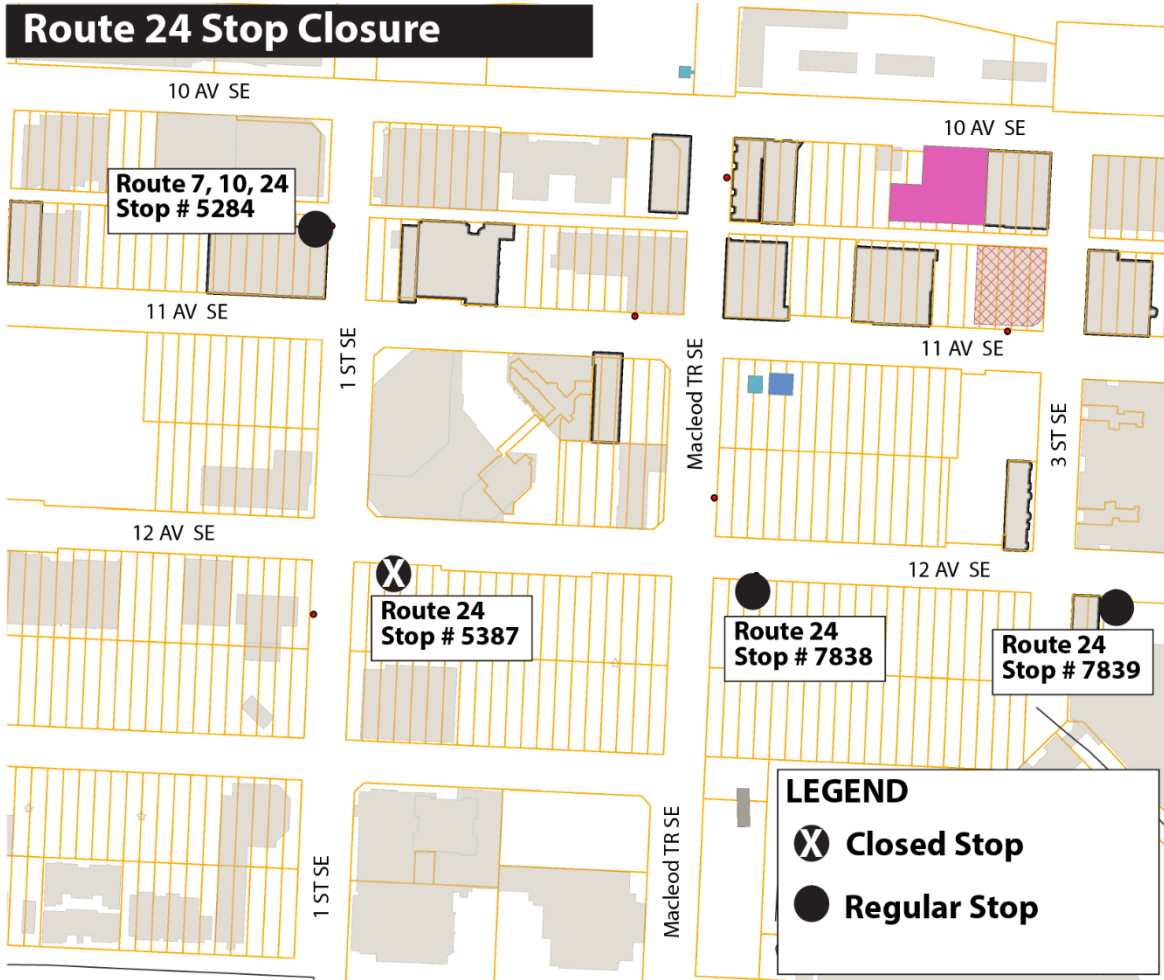 Route 24 Stop Closure
10 AV  SE
10 AV  SE
Route 7, 10, 24
Stop # 5284
11 AV  SE
1 ST SE
Macleod TR SE
11 AV  SE
3 ST SE
12 AV  SE
12 AV  SE
X
Route 24
Stop # 5387
Route 24
Stop # 7838
Route 24
Stop # 7839
1 ST SE
Macleod TR SE
LEGEND
X Closed Stop
Regular Stop